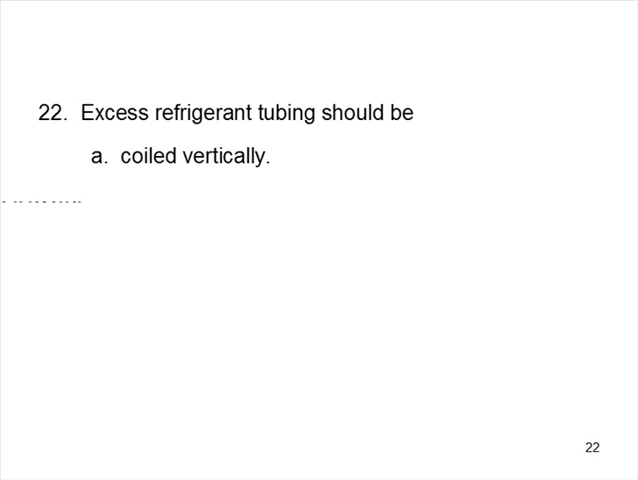 22. Excess refrigerant tubing should be
a. coiled vertically.
22